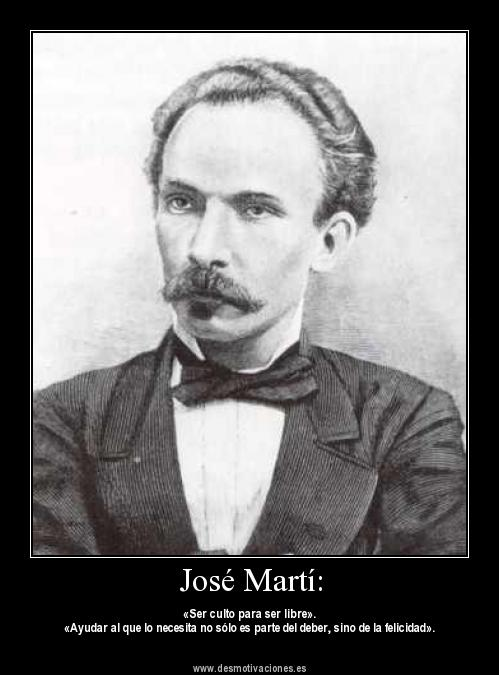 José Martí:
«Ser culto para ser libre».
«Ayudar al que lo necesita no sólo es parte del deber, sino de la felicidad».
www.desmotivaciones.es